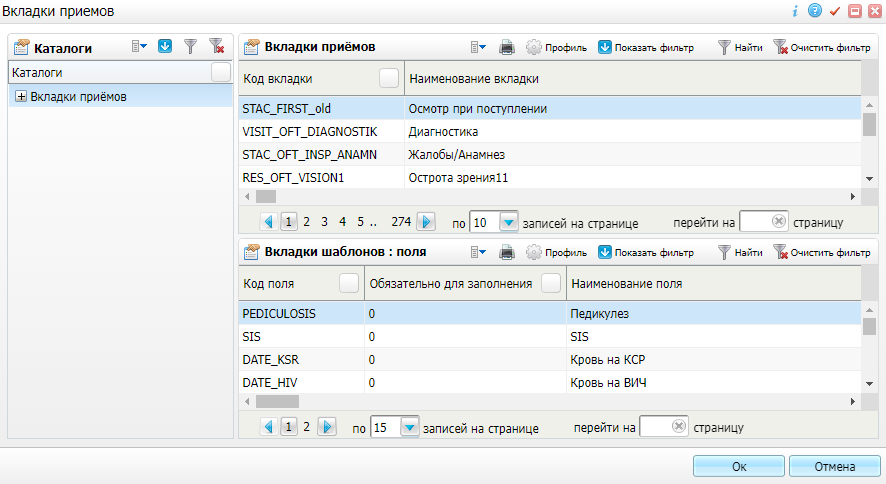 Вкладки приемов
Каталоги
Каталоги
Вкладки приёмов
Вкладки приёмов Профиль Показать фильтр Найти Очистить фильтр
Код вкладки Наименование вкладки
STAC_FIRST_old Осмотр при поступлении
VISIT_OFT_DIAGNOSTIK Диагностика
STAC_OFT_INSP_ANAMN Жалобы/Анамнез
RES_OFT_VISION1 Острота зрения11
1 2 3 4 5 .. 274 по 10 записей на странице перейти на страницу
Вкладки шаблонов : поля Профиль Показать фильтр Найти Очистить фильтр
Код поля Обязательно для заполнения Наименование поля
PEDICULOSIS 0 Педикулез
SIS 0 SIS
DATE_KSR 0 Кровь на КСР
DATE_HIV 0 Кровь на ВИЧ
1 2 по 15 записей на странице перейти на страницу
Ок Отмена